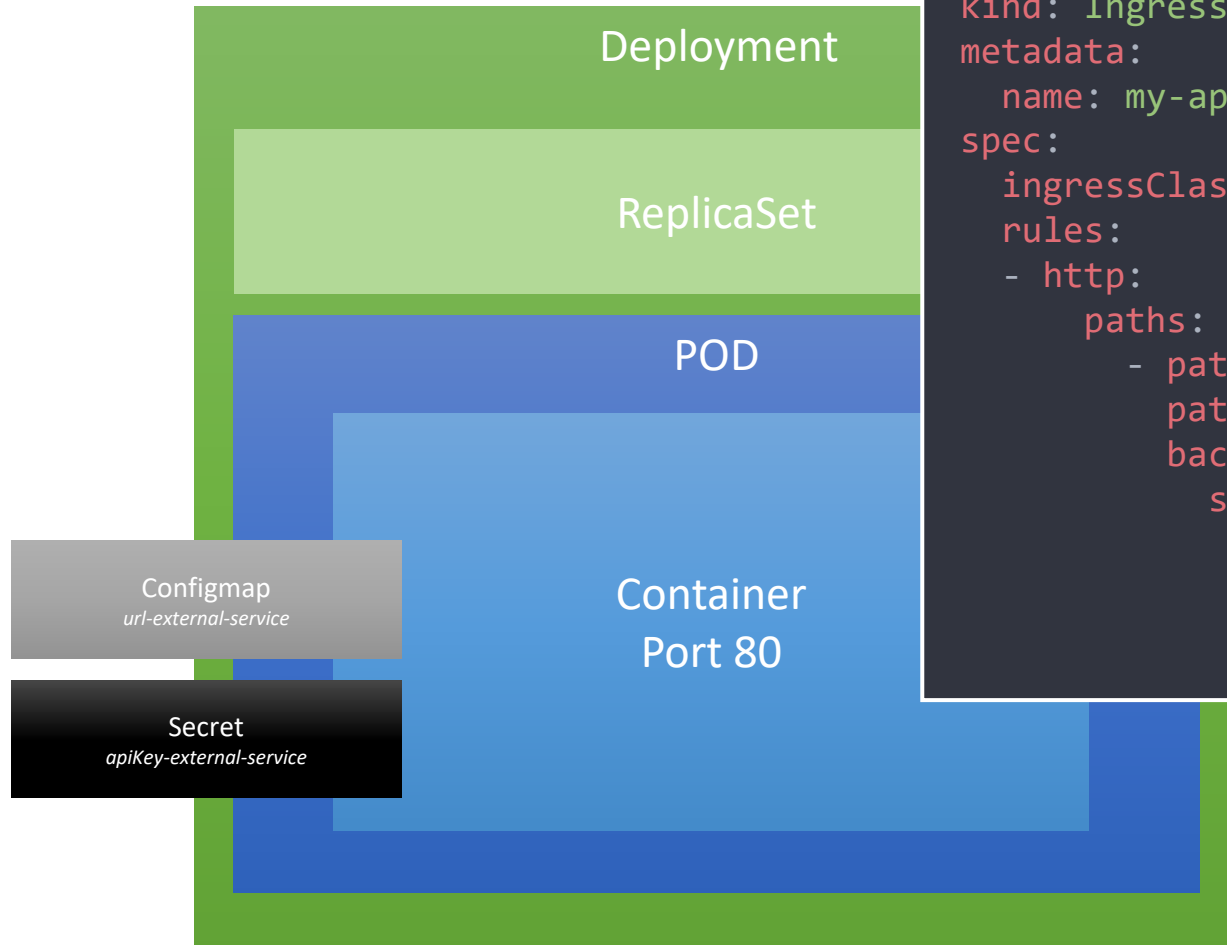 Deployment
ReplicaSet
POD
Container
Port 80
Configmap
url-external-service
Secret
apiKey-external-service
kind: Ingress
metadata:
  name: my-ap
spec:
  ingressClas
  rules:
  - http:
      paths:
        - pat
          pat
          bac
            s